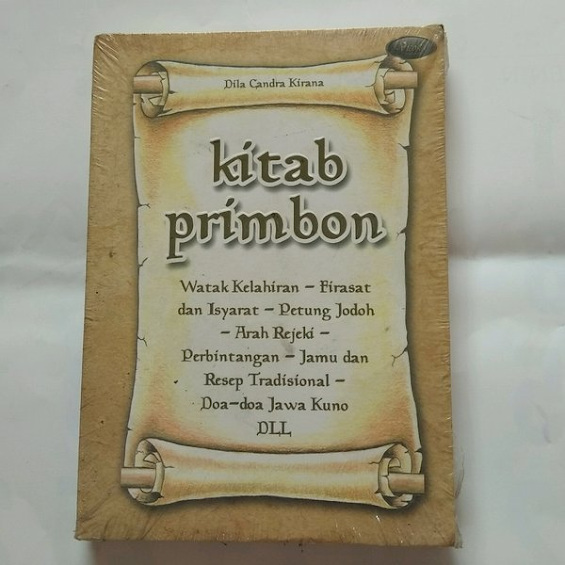 Dila Candra Kirana
kitab
primbon
Watak Kelahiran – Firasat
dan Isyarat – Petung Jodoh
– Arah Rejeki –
Perbintangan – Jamu dan
Resep Tradisional –
Doa-doa Jawa Kuno
DLL